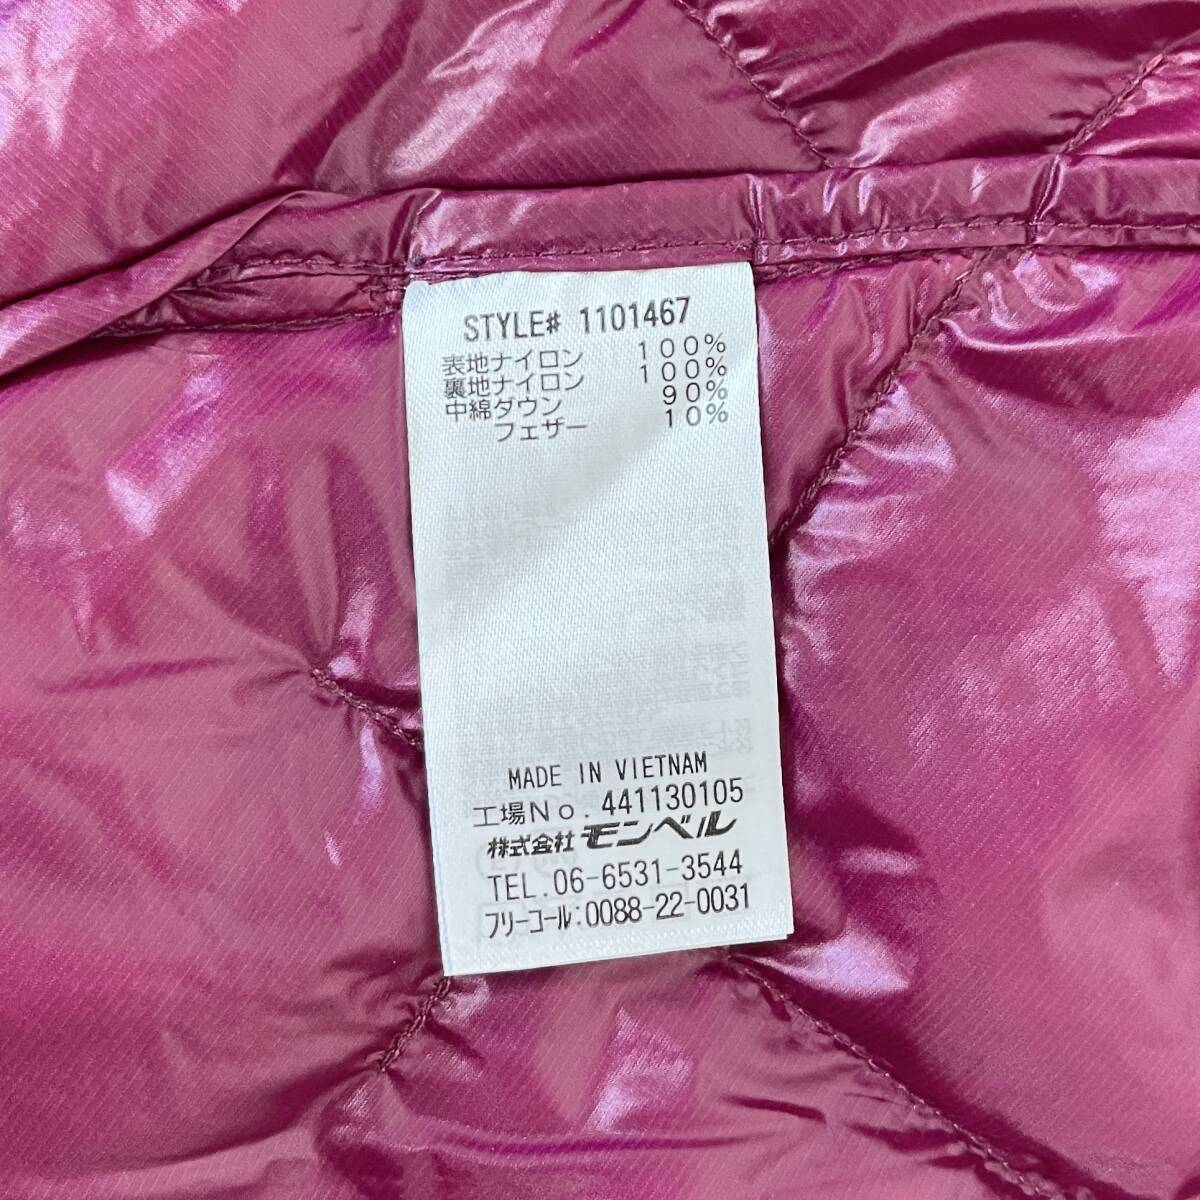 STYLE# 1101467
表地ナイロン 100%
裏地ナイロン 100%
中綿ダウン 90%
フェザー 10%
MADE IN VIETNAM
工場No. 441130105
株式会社 モンベル
TEL.06-6531-3544
フリーコール:0088-22-0031